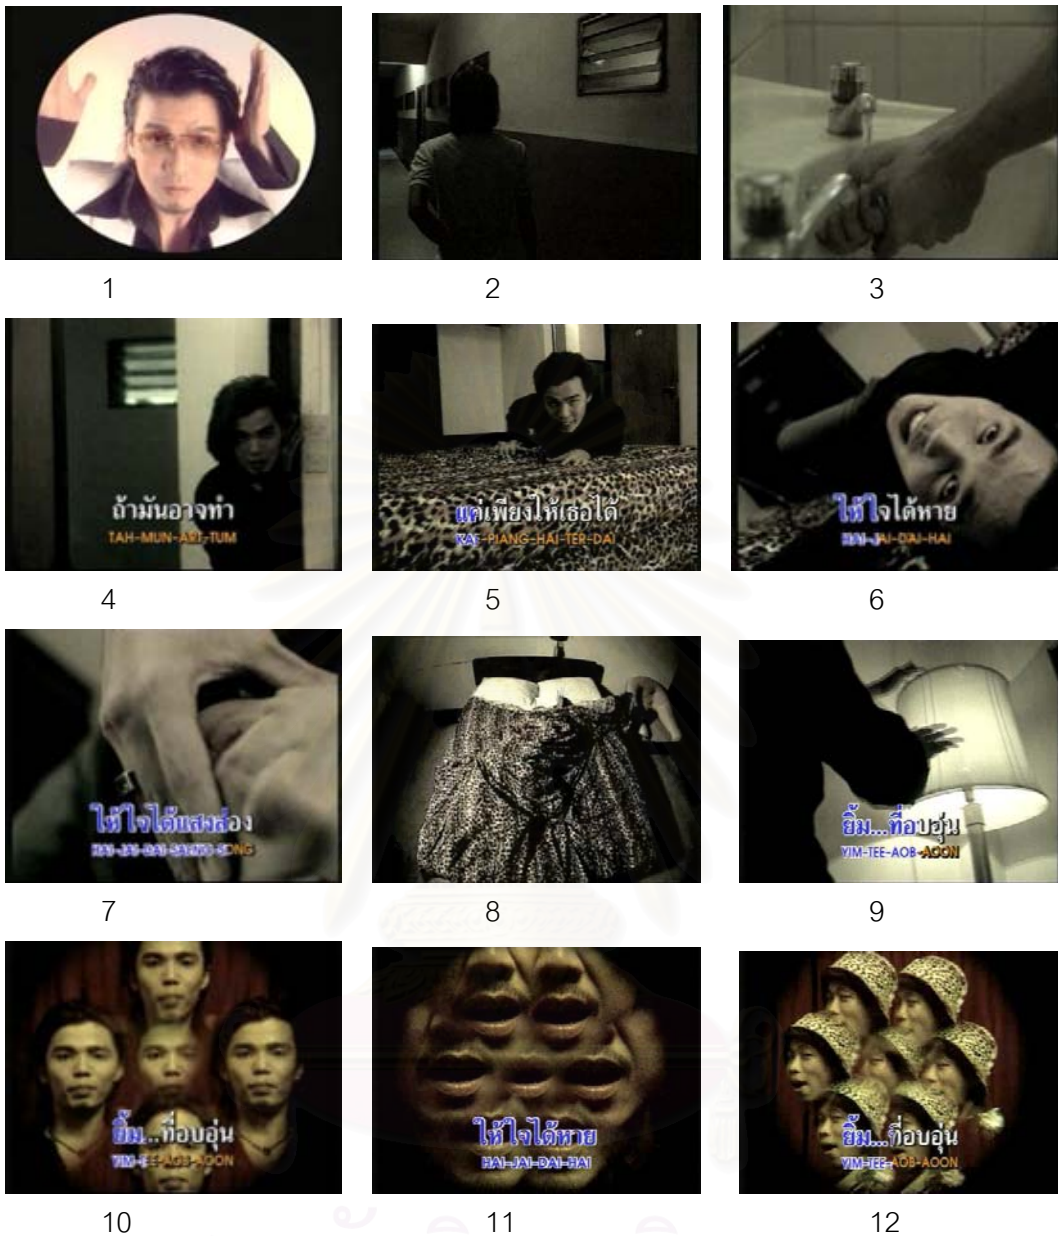 1
2
3
ถ้ามันอาจทำ
TAH-MUN-ART-TUM
แต่เพียงให้เธอได้
KAE-PIANG-HAI-TER-DAI
ให้ใจได้หาย
HAI-JAI-DAI-HAI
4
5
6
ให้ใจได้แสงส่อง
HAI-JAI-DAI-SAENG-SONG
ยิ้ม...ที่อบอุ่น
YIM-TEE-AOB-AOON
7
8
9
ยิ้ม...ที่อบอุ่น
YIM-TEE-AOB-AOON
ให้ใจได้หาย
HAI-JAI-DAI-HAI
ยิ้ม...ที่อบอุ่น
YIM-TEE-AOB-AOON
10
11
12